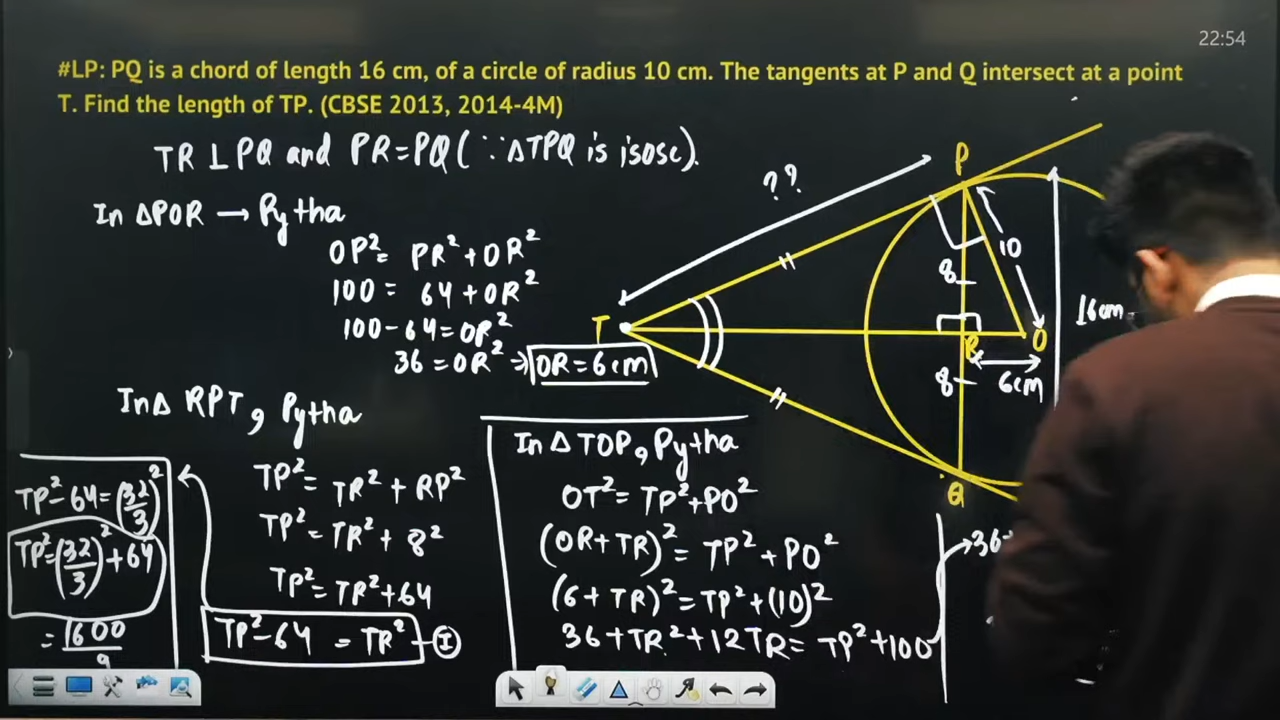 22:54
#LP: PQ is a chord of length 16 cm, of a circle of radius 10 cm. The tangents at P and Q intersect at a point
T. Find the length of TP. (CBSE 2013, 2014-4M)
TR ⊥ PQ and PR = PQ (∵ ΔTPQ is isosc).
In ΔPOR → Pytha
OP² = PR² + OR²
100 = 64 + OR²
100 - 64 = OR²
36 = OR² ⇒ OR = 6cm
In Δ RPT, Pytha
TP² = TR² + RP²
TP² = TR² + 8²
TP² = TR² + 64
TP² - 64 = TR² - I
TP² - 64 = (32/3)²
TP² = (32/3)² + 64
= 1600/9
In Δ TOP, Pytha
OT² = TP² + PO²
(OR + TR)² = TP² + PO²
(6 + TR)² = TP² + (10)²
36 + TR² + 12TR = TP² + 100
36
??
P
10
8
16cm
T
R
O
8
6cm
Q